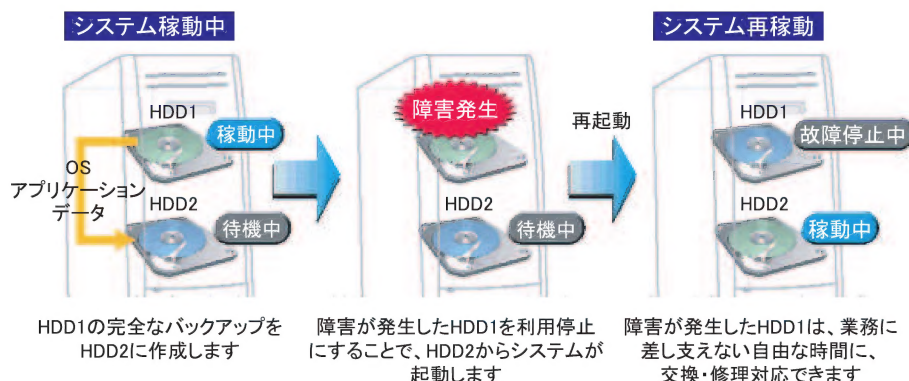 システム稼動中
HDD1
稼動中
OS
アプリケーション
データ
HDD2
待機中
HDD1の完全なバックアップを
HDD2に作成します
障害発生
HDD2
待機中
障害が発生したHDD1を利用停止
にすることで、HDD2からシステムが
起動します
再起動
システム再稼動
HDD1
故障停止中
HDD2
稼動中
障害が発生したHDD1は、業務に
差し支えない自由な時間に、
交換・修理対応できます